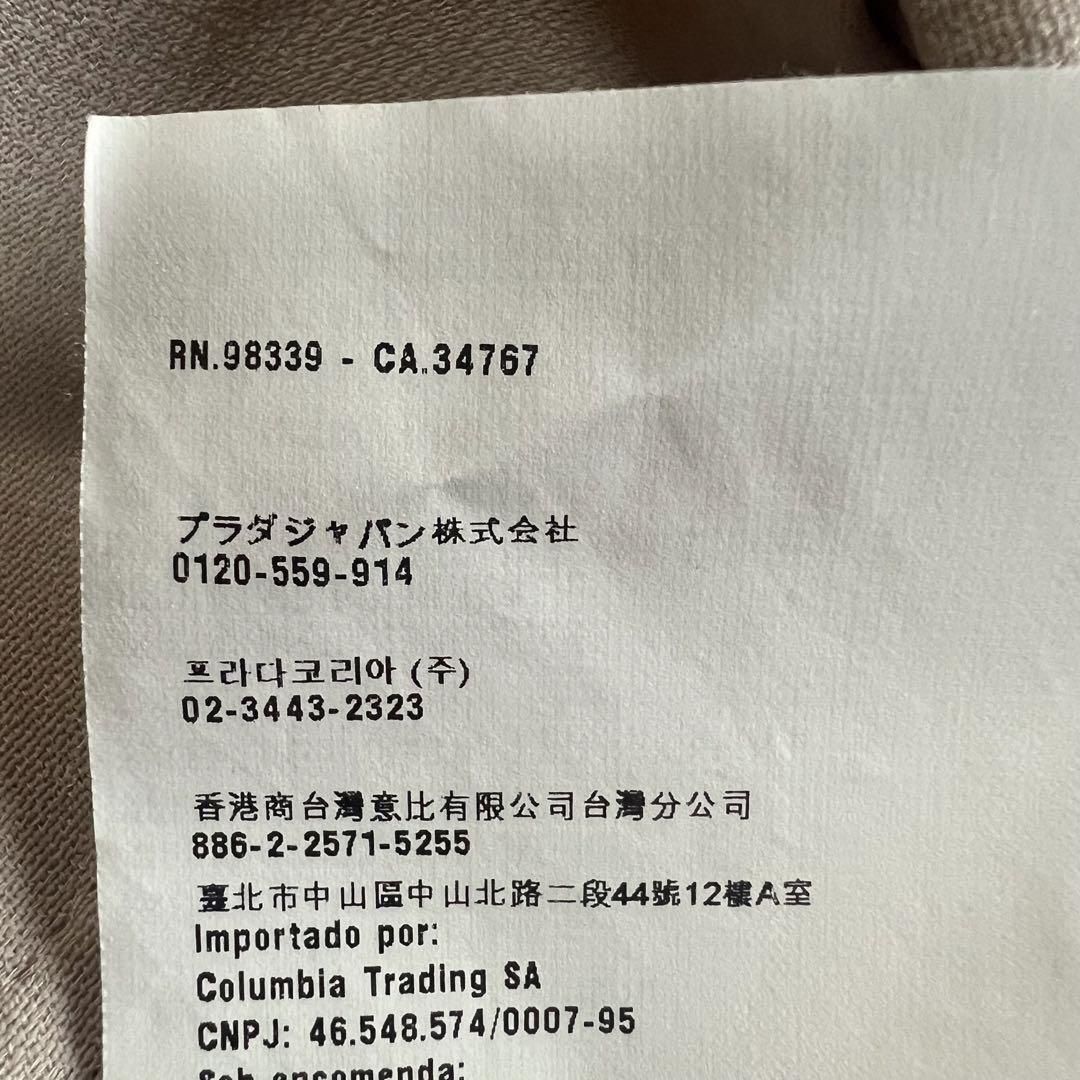 RN.98339 - CA.34767
プラダジャパン株式会社
0120-559-914
프라다코리아 (주)
02-3443-2323
香港商台灣意比有限公司台灣分公司
886-2-2571-5255
臺北市中山區中山北路二段44號12樓A室
Importado por:
Columbia Trading SA
CNPJ: 46.548.574/0007-95
Sob encomenda: